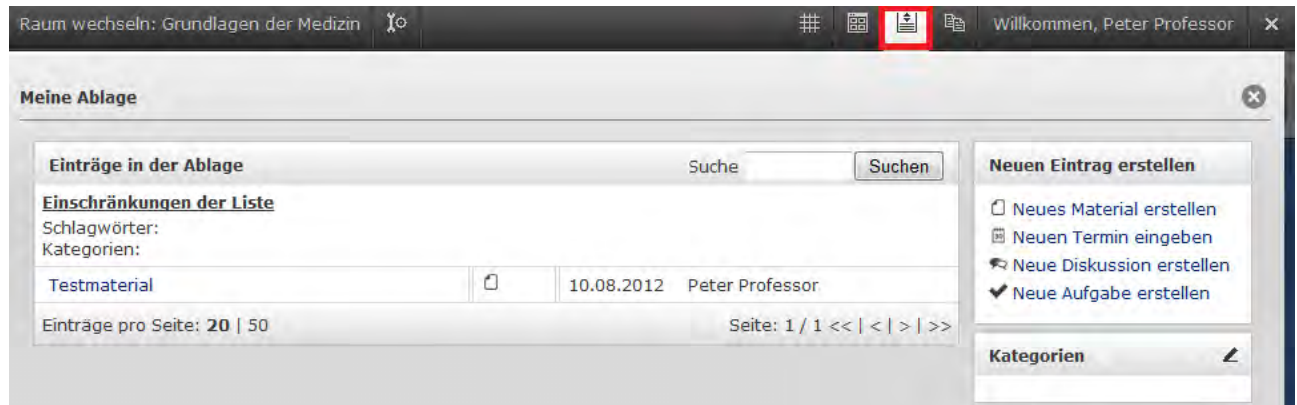 Raum wechseln: Grundlagen der Medizin
Willkommen, Peter Professor
Meine Ablage
Einträge in der Ablage Suche Suchen
Einschränkungen der Liste
Schlagwörter:
Kategorien:
Testmaterial 10.08.2012 Peter Professor
Einträge pro Seite: 20 | 50 Seite: 1 / 1 << | < | > | >>
Neuen Eintrag erstellen
Neues Material erstellen
Neuen Termin eingeben
Neue Diskussion erstellen
Neue Aufgabe erstellen
Kategorien